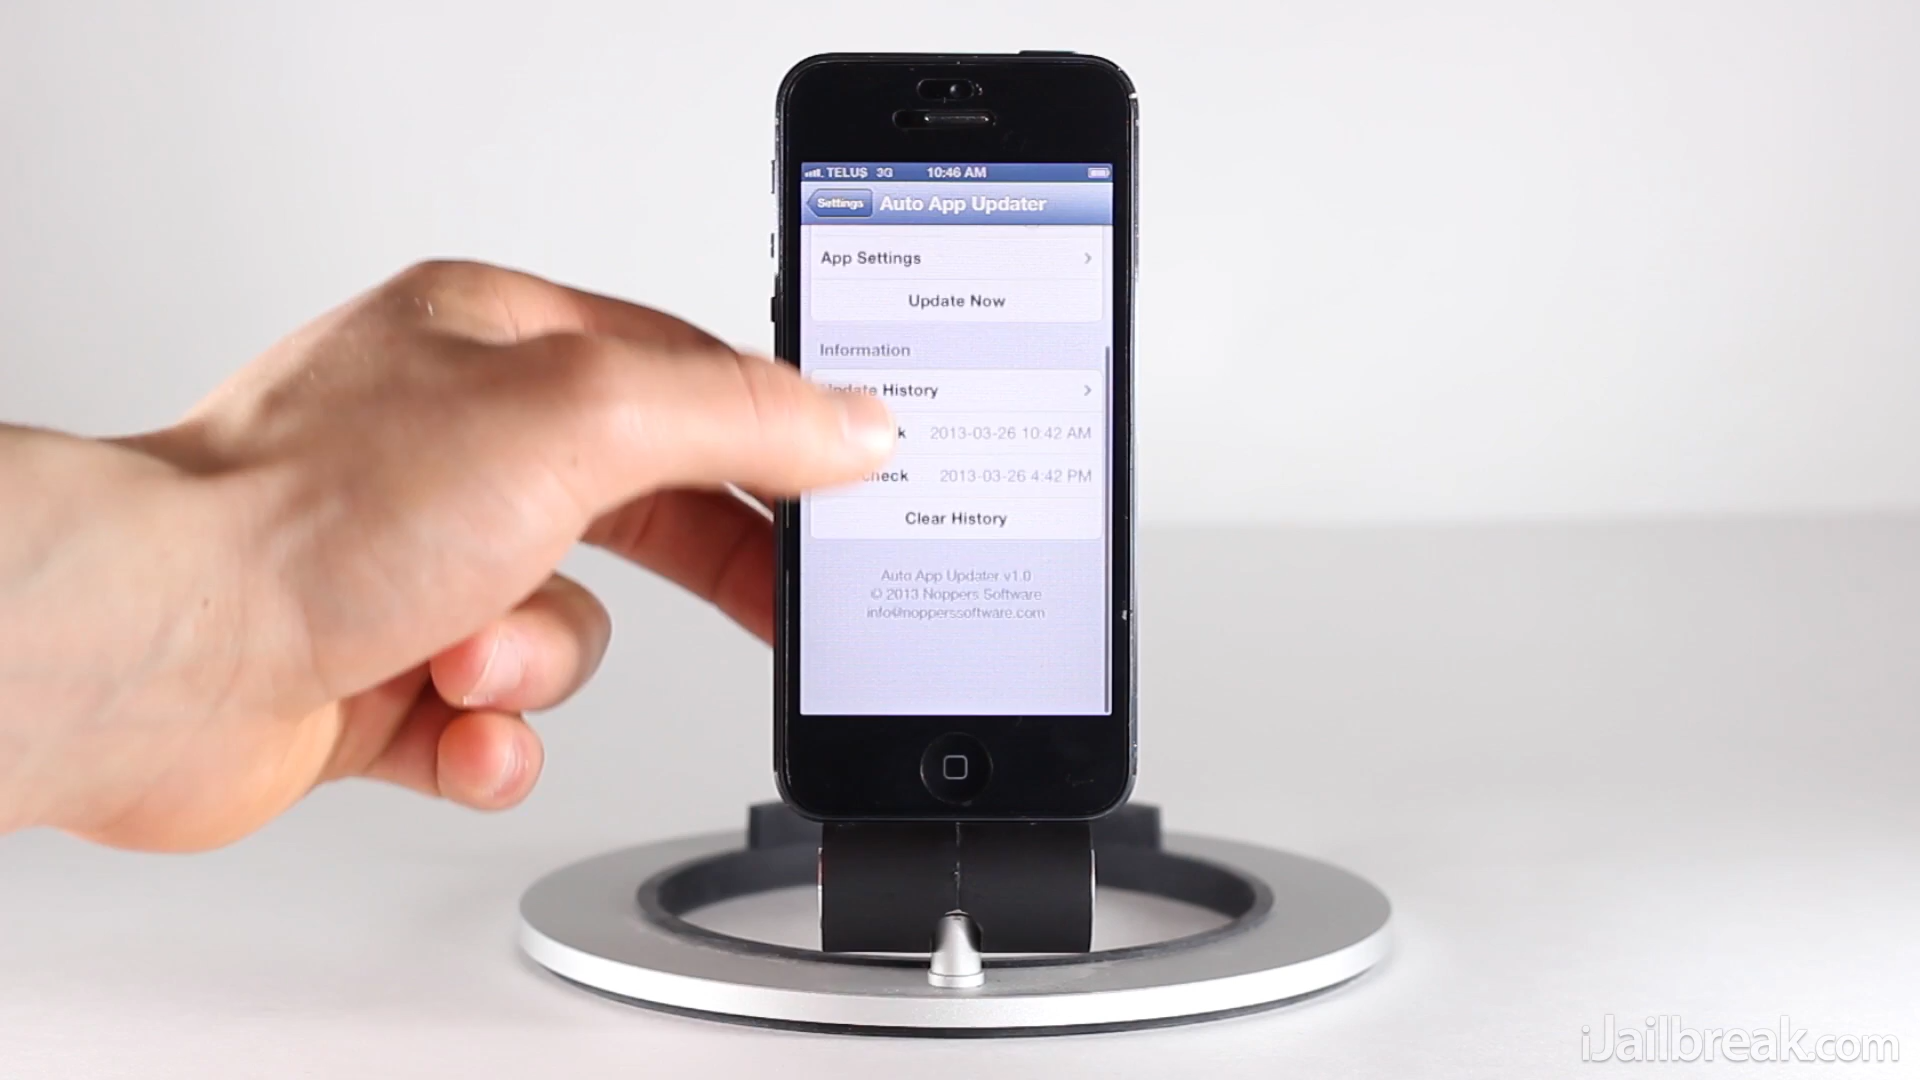 TELUS 3G 10:46 AM
Settings Auto App Updater
App Settings
Update Now
Information
Update History
2013-03-26 10:42 AM
check 2013-03-26 4:42 PM
Clear History
Auto App Updater v1.0
© 2013 Noppers Software
info@nopperssoftware.com
iJailbreak.com